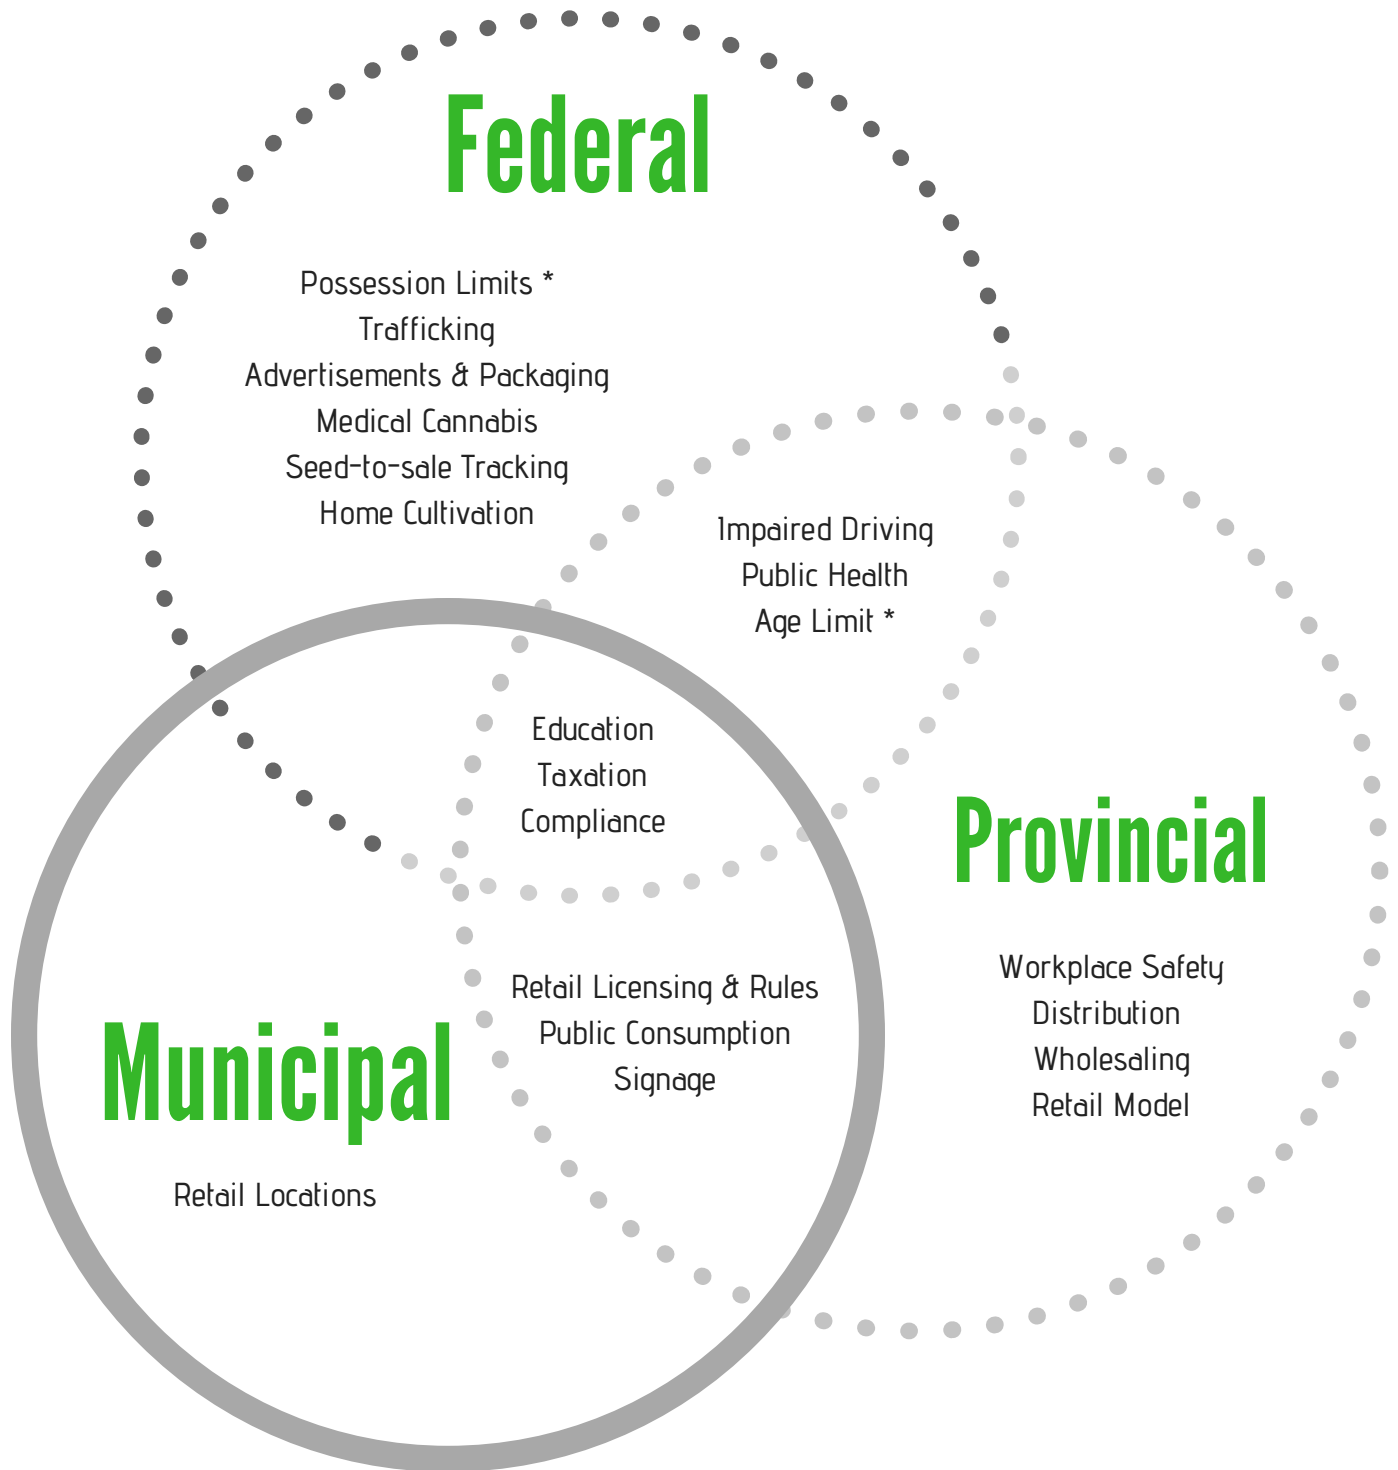 Federal
Possession Limits *
Trafficking
Advertisements & Packaging
Medical Cannabis
Seed-to-sale Tracking
Home Cultivation
Impaired Driving
Public Health
Age Limit *
Education
Taxation
Compliance
Provincial
Workplace Safety
Distribution
Wholesaling
Retail Model
Retail Licensing & Rules
Public Consumption
Signage
Municipal
Retail Locations